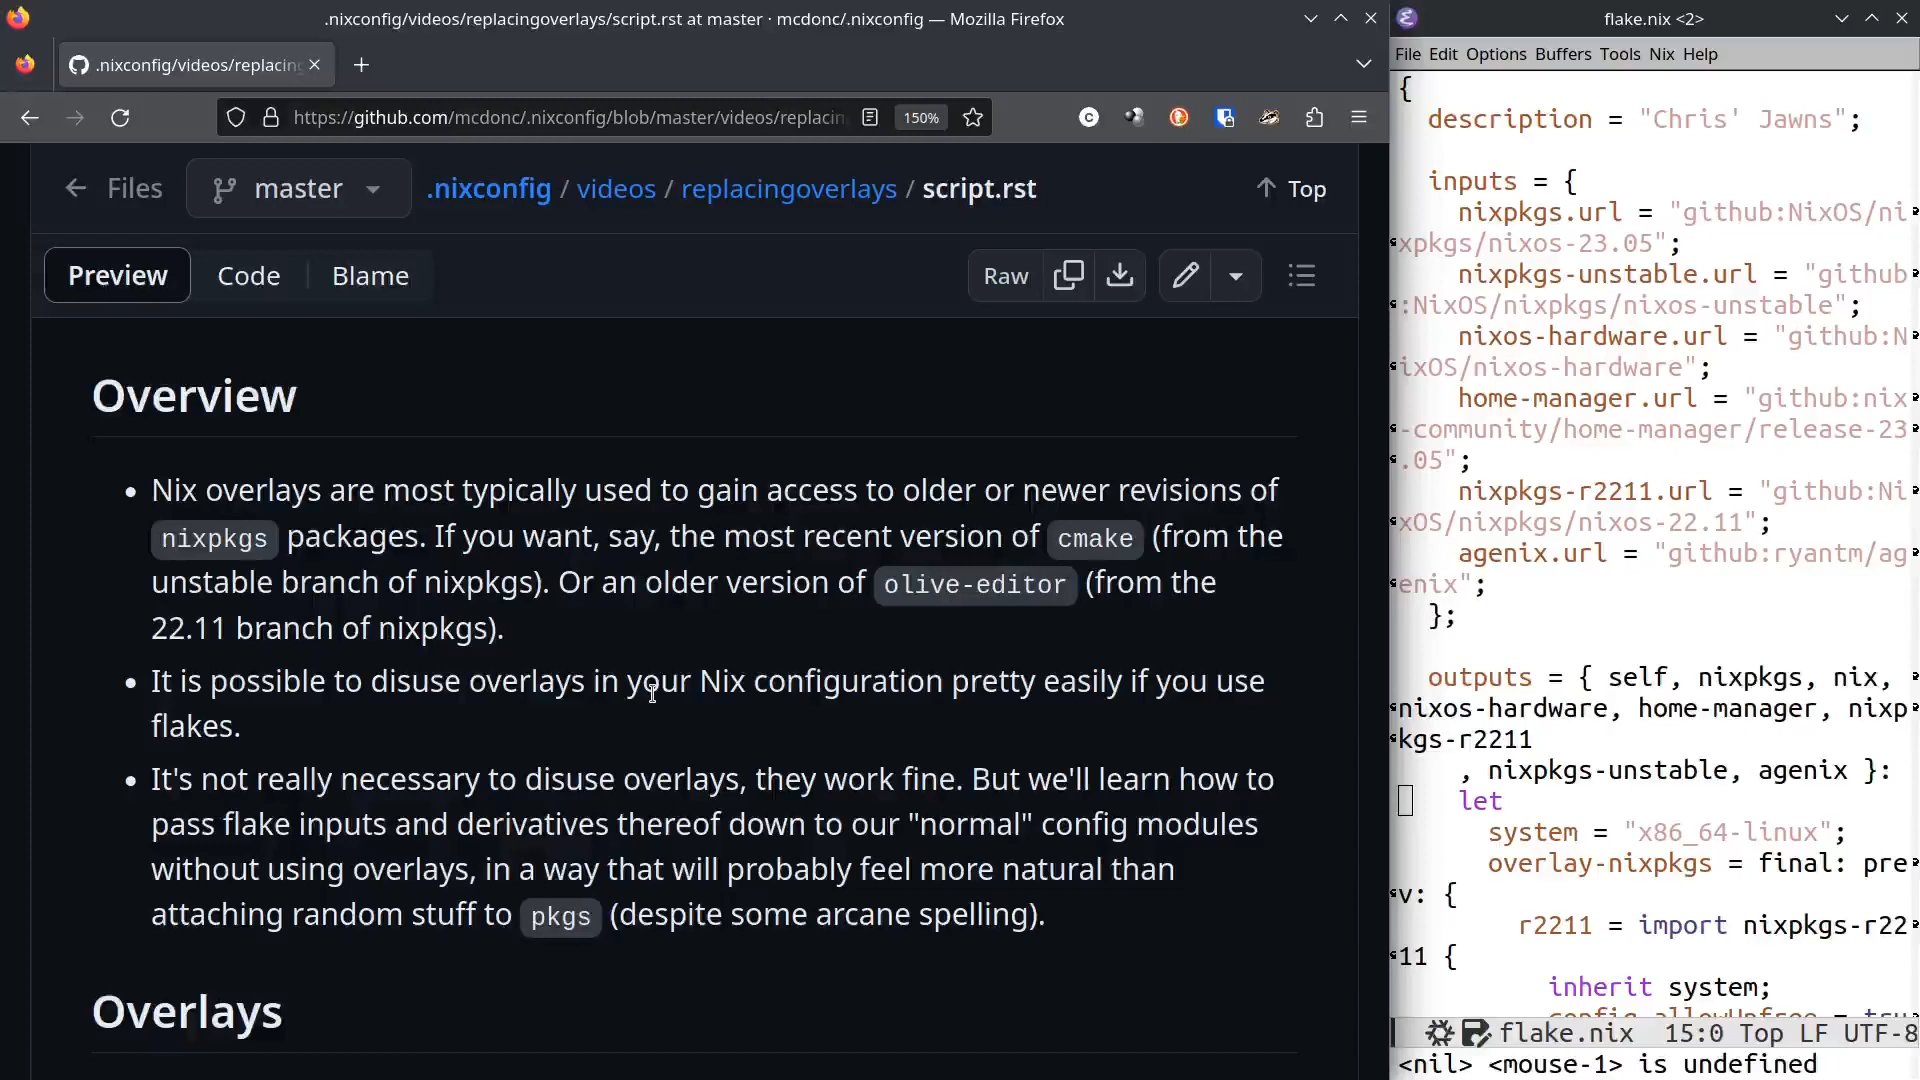 .nixconfig/videos/replacingoverlays/script.rst at master · mcdonc/.nixconfig — Mozilla Firefox
.nixconfig/videos/replacing
https://github.com/mcdonc/.nixconfig/blob/master/videos/replacin
150%
Files
master
.nixconfig / videos / replacingoverlays / script.rst
Top
Preview
Code
Blame
Raw
Overview
• Nix overlays are most typically used to gain access to older or newer revisions of
nixpkgs packages. If you want, say, the most recent version of cmake (from the
unstable branch of nixpkgs). Or an older version of olive-editor (from the
22.11 branch of nixpkgs).
• It is possible to disuse overlays in your Nix configuration pretty easily if you use
flakes.
• It's not really necessary to disuse overlays, they work fine. But we'll learn how to
pass flake inputs and derivatives thereof down to our "normal" config modules
without using overlays, in a way that will probably feel more natural than
attaching random stuff to pkgs (despite some arcane spelling).
Overlays
flake.nix <2>
File Edit Options Buffers Tools Nix Help
{
description = "Chris' Jawns";
inputs = {
nixpkgs.url = "github:NixOS/ni
xpkgs/nixos-23.05";
nixpkgs-unstable.url = "github
:NixOS/nixpkgs/nixos-unstable";
nixos-hardware.url = "github:N
ixOS/nixos-hardware";
home-manager.url = "github:nix
-community/home-manager/release-23
.05";
nixpkgs-r2211.url = "github:Ni
xOS/nixpkgs/nixos-22.11";
agenix.url = "github:ryantm/ag
enix";
};
outputs = { self, nixpkgs, nix,
nixos-hardware, home-manager, nixp
kgs-r2211
, nixpkgs-unstable, agenix }:
let
system = "x86_64-linux";
overlay-nixpkgs = final: pre
v: {
r2211 = import nixpkgs-r22
11 {
inherit system;
config.allowUnfree = tru
flake.nix 15:0 Top LF UTF-8
<nil> <mouse-1> is undefined